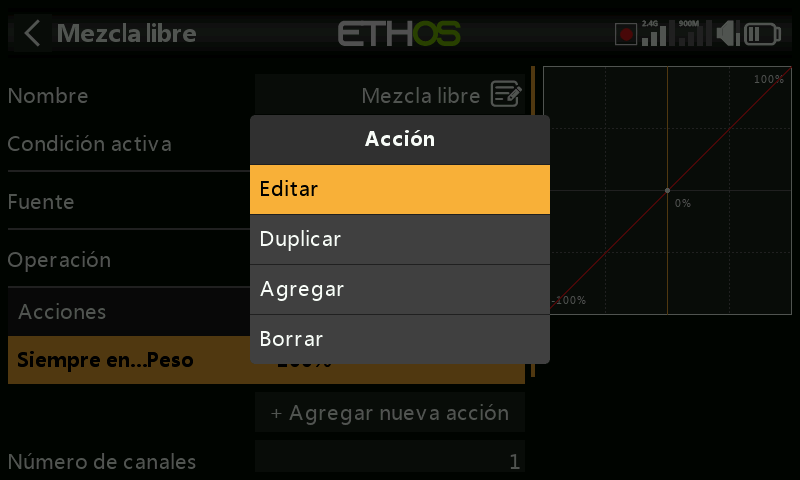 Mezcla libre
ETHOS
2.4G
900M
Nombre
Mezcla libre
Condición activa
Fuente
Operación
Acciones
Siempre en...Peso
100%
+ Agregar nueva acción
Número de canales
1
Acción
Editar
Duplicar
Agregar
Borrar
100%
0%
-100%